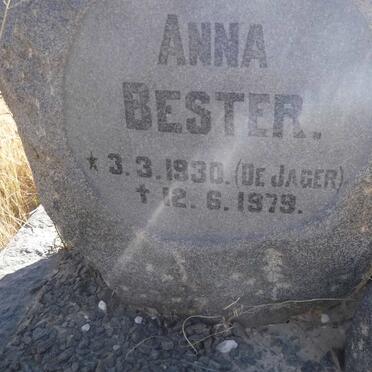 ANNA
BESTER.
* 3.3.1930. (DE JAGER)
† 12.6.1979.